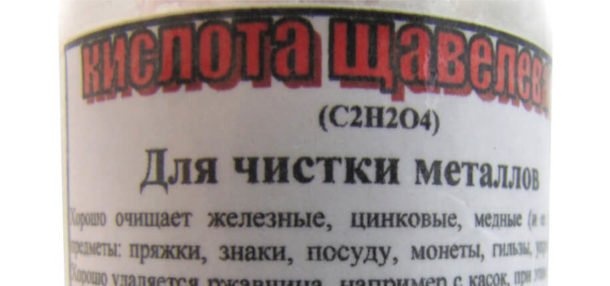 кислота щавелев
(C2H2O4)
Для чистки металлов
Хорошо очищает железные, цинковые, медные (и
предметы: пряжки, знаки, посуду, монеты, гильзы,
Хорошо удаляется ржавчина, например с касок, при